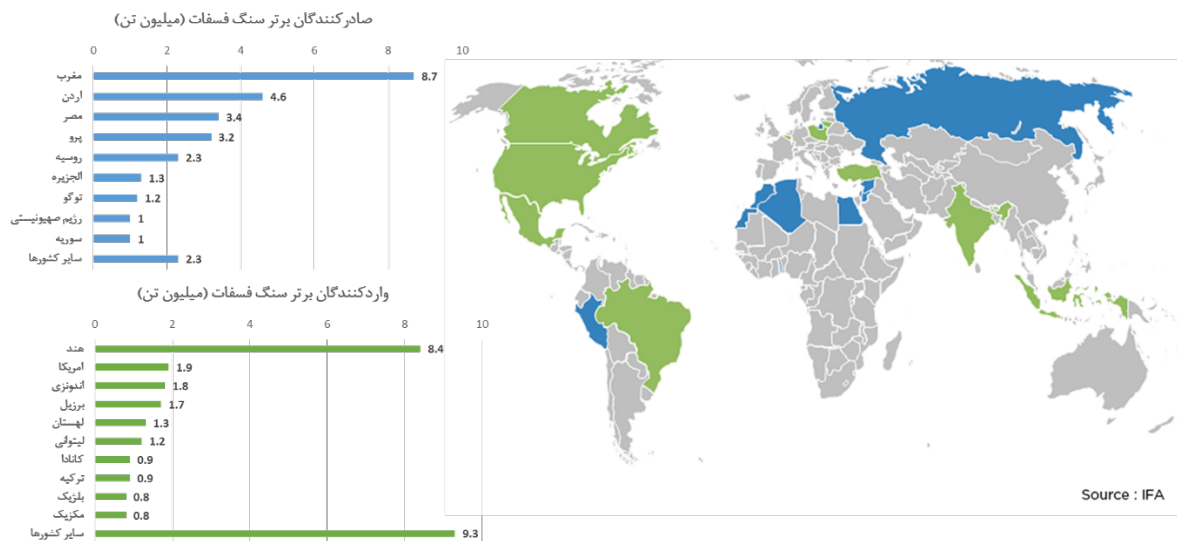 صادرکنندگان برتر سنگ فسفات (میلیون تن)
0 2 4 6 8 10
مغرب 8.7
اردن 4.6
مصر 3.4
پرو 3.2
روسیه 2.3
الجزیره 1.3
توگو 1.2
رژیم صهیونیستی 1
سوریه 1
سایر کشورها 2.3
واردکنندگان برتر سنگ فسفات (میلیون تن)
0 2 4 6 8 10
هند 8.4
امریکا 1.9
اندونزی 1.8
برزیل 1.7
لهستان 1.3
لیتوانی 1.2
کانادا 0.9
ترکیه 0.9
بلژیک 0.8
مکزیک 0.8
سایر کشورها 9.3
Source : IFA